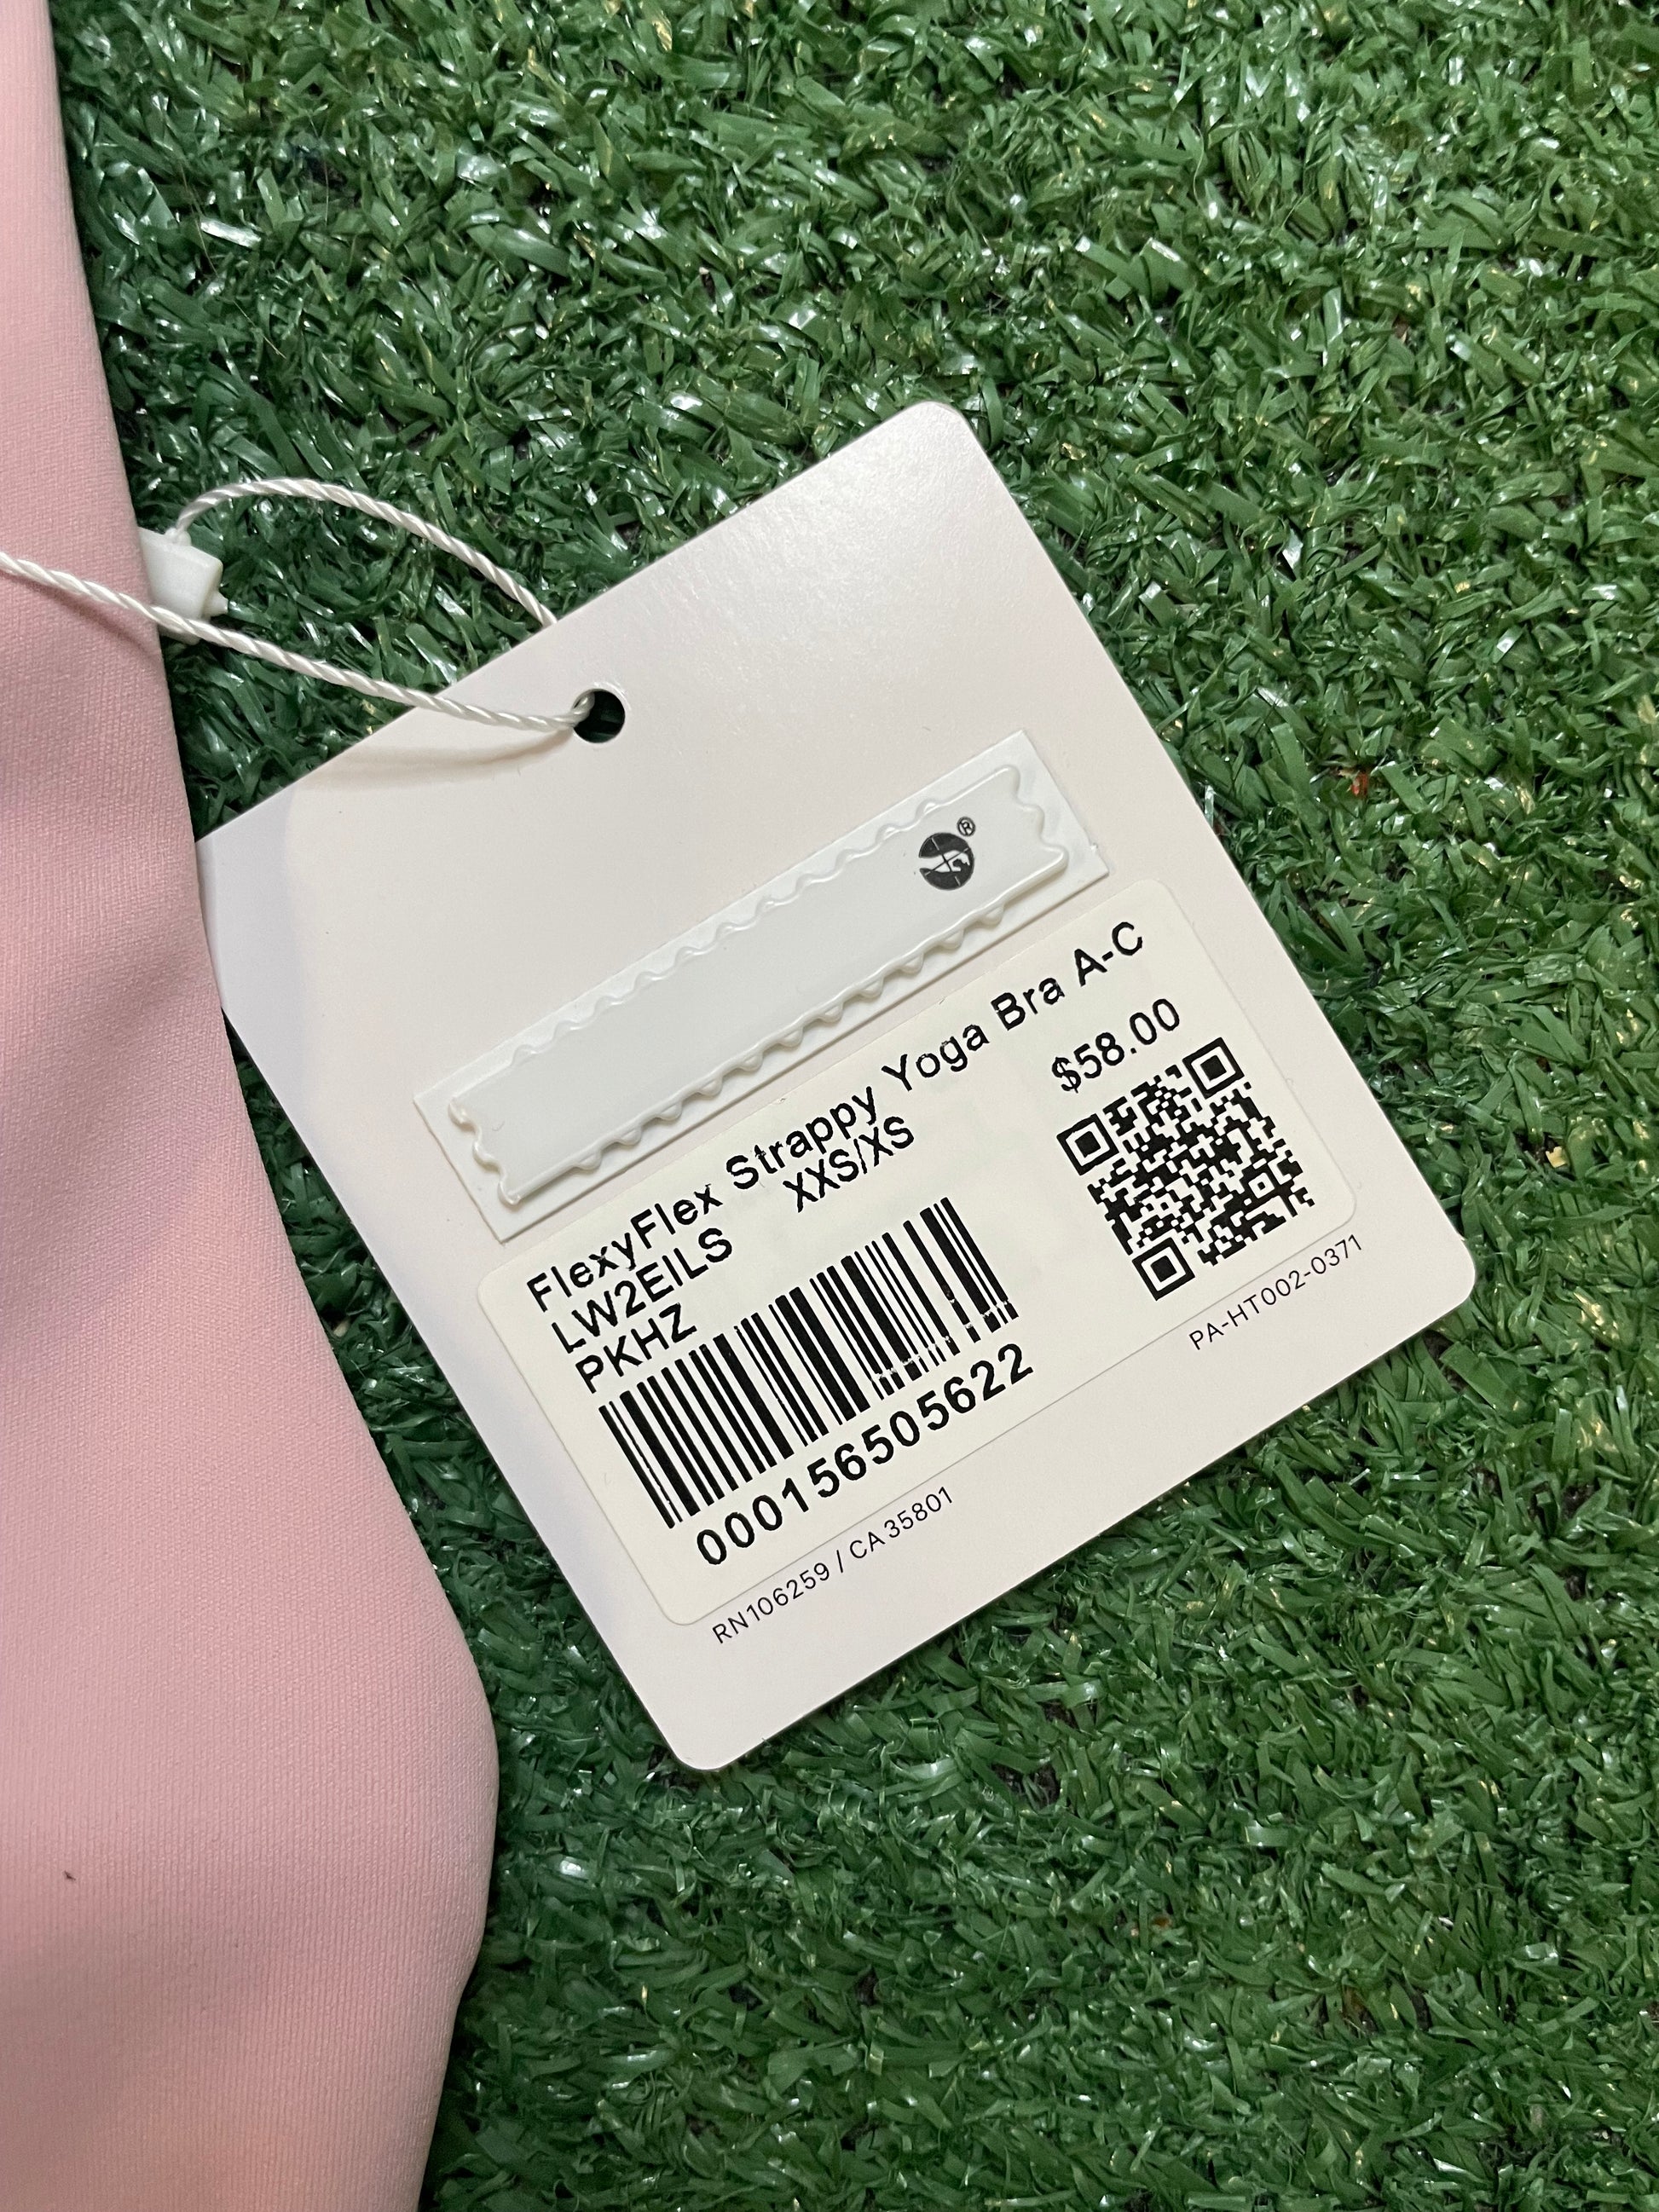 ®
FlexyFlex Strappy Yoga Bra A-C
LW2EILS XXS/XS $58.00
PKHZ
000156505622
RN106259 / CA 35801
PA-HT002-0371